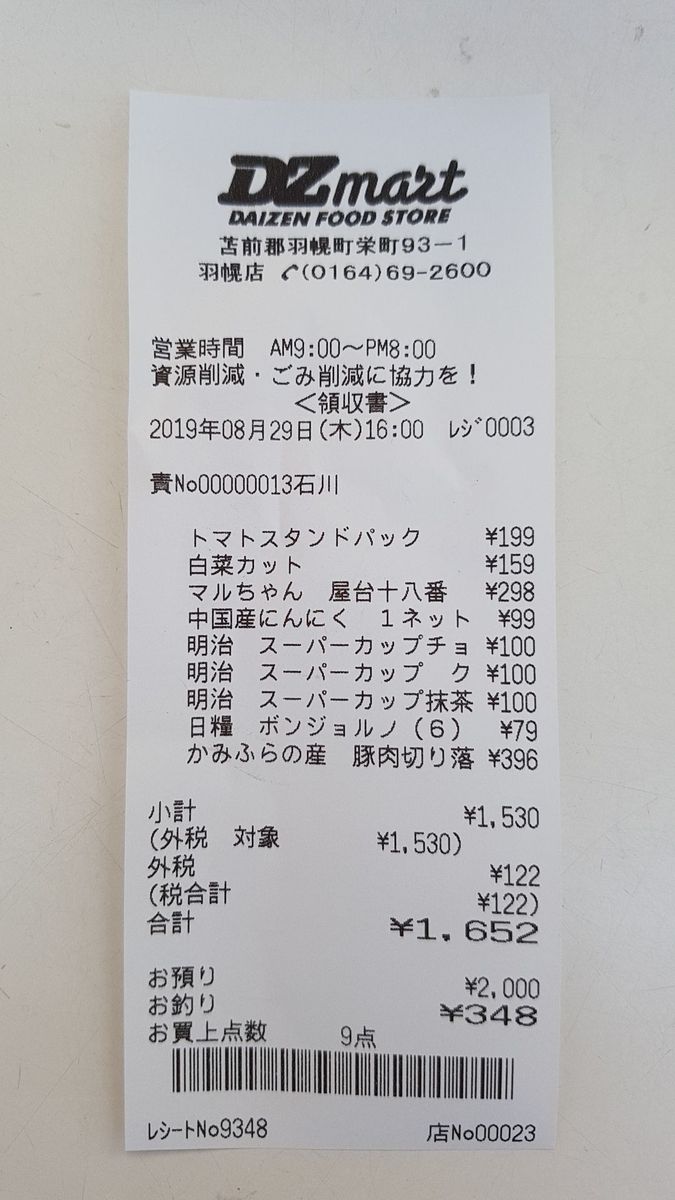 DZmart
DAIZEN FOOD STORE
苫前郡羽幌町栄町93-1
羽幌店 ✆(0164)69-2600
営業時間 AM9:00～PM8:00
資源削減・ごみ削減に協力を！
＜領収書＞
2019年08月29日(木)16:00 ﾚｼﾞ0003
責No00000013石川
トマトスタンドパック ¥199
白菜カット ¥159
マルちゃん 屋台十八番 ¥298
中国産にんにく 1ネット ¥99
明治 スーパーカップチョ ¥100
明治 スーパーカップ ク ¥100
明治 スーパーカップ抹茶 ¥100
日糧 ボンジョルノ（6） ¥79
かみふらの産 豚肉切り落 ¥396
小計 ¥1,530
(外税 対象 ¥1,530)
外税 ¥122
(税合計 ¥122)
合計 ¥1,652
お預り ¥2,000
お釣り ¥348
お買上点数 9点
ﾚｼｰﾄNo9348 店No00023